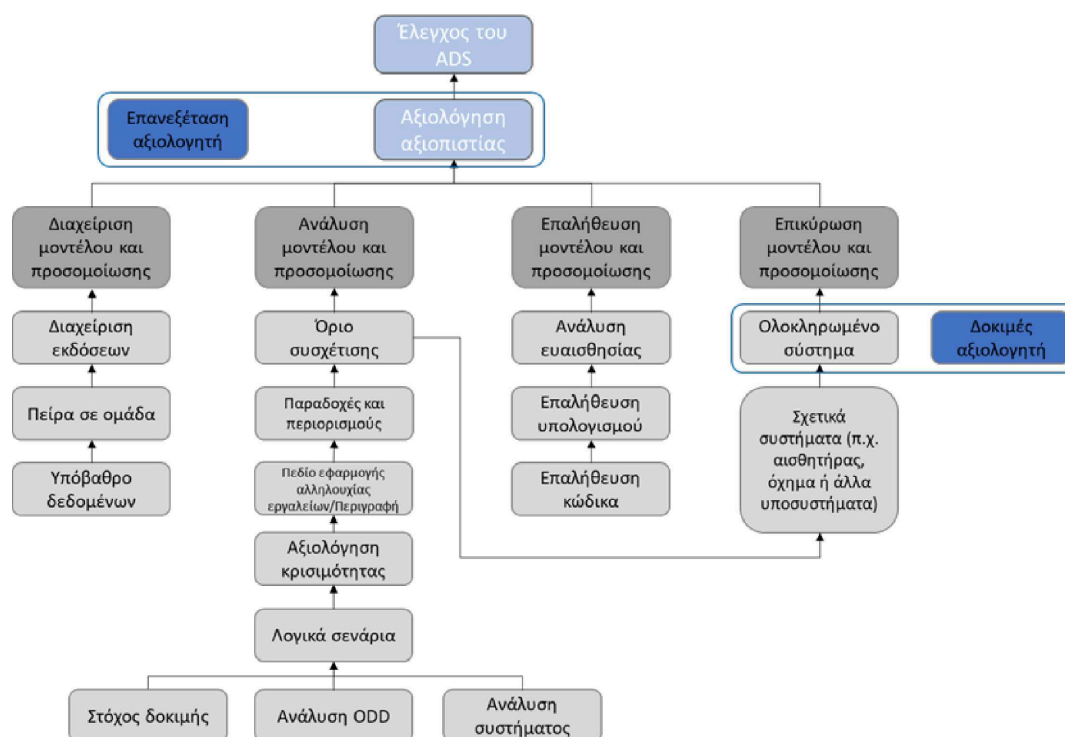 Έλεγχος του
ADS
Επανεξέταση
αξιολογητή
Αξιολόγηση
αξιοπιστίας
Διαχείριση
μοντέλου και
προσομοίωσης
Ανάλυση
μοντέλου και
προσομοίωσης
Επαλήθευση
μοντέλου και
προσομοίωσης
Επικύρωση
μοντέλου και
προσομοίωσης
Διαχείριση
εκδόσεων
Όριο
συσχέτισης
Ανάλυση
ευαισθησίας
Ολοκληρωμένο
σύστημα
Δοκιμές
αξιολογητή
Πείρα σε ομάδα
Παραδοχές και
περιορισμούς
Επαλήθευση
υπολογισμού
Σχετικά
συστήματα (π.χ.
αισθητήρας,
όχημα ή άλλα
υποσυστήματα)
Υπόβαθρο
δεδομένων
Πεδίο εφαρμογής
αλληλουχίας
εργαλείων/Περιγραφή
Επαλήθευση
κώδικα
Αξιολόγηση
κρισιμότητας
Λογικά σενάρια
Στόχος δοκιμής
Ανάλυση ODD
Ανάλυση
συστήματος